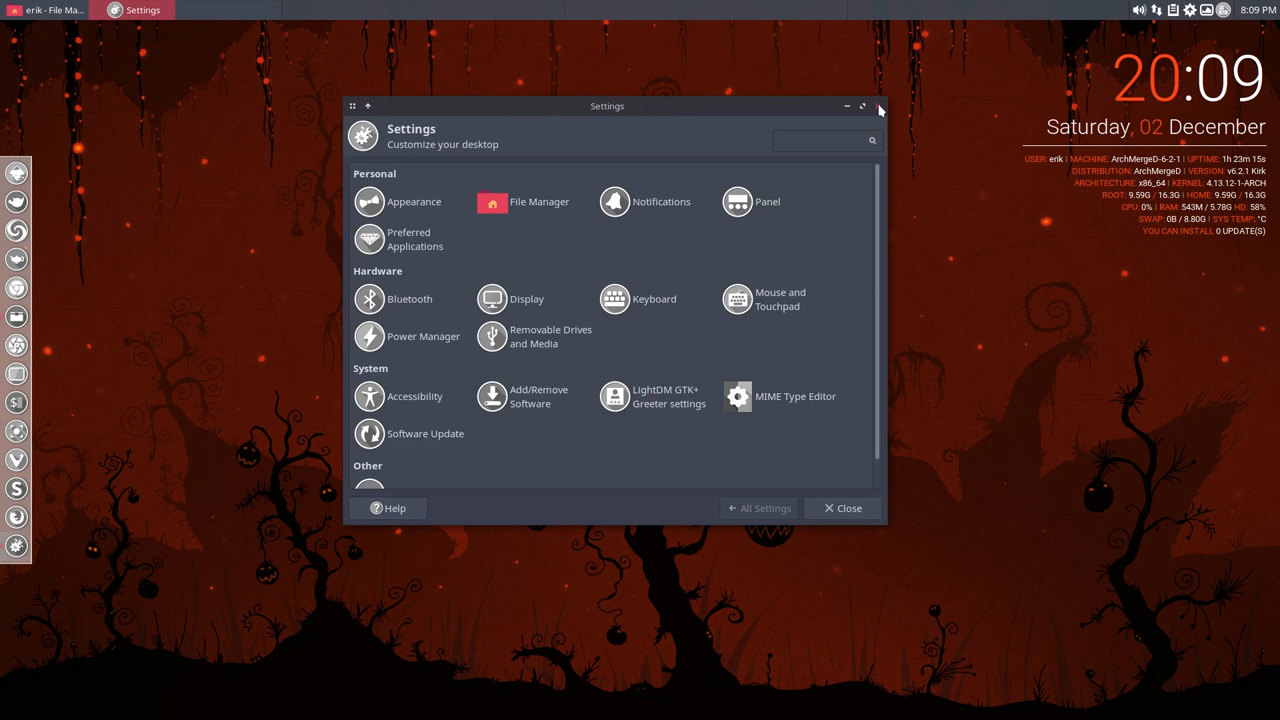 erik - File Ma...
Settings
8:09 PM
20:09
Saturday, 02 December
USER: erik | MACHINE: ArchMergeD-6-2-1 | UPTIME: 1h 23m 15s
DISTRIBUTION: ArchMergeD | VERSION: v6.2.1 Kirk
ARCHITECTURE: x86_64 | KERNEL: 4.13.12-1-ARCH
ROOT: 9.59G / 16.3G | HOME: 9.59G / 16.3G
CPU: 0% | RAM: 543M / 5.78G HD: 58%
SWAP: 0B / 8.80G | SYS TEMP: °C
YOU CAN INSTALL 0 UPDATE(S)
Settings
Settings
Customize your desktop
Personal
Appearance
File Manager
Notifications
Panel
Preferred
Applications
Hardware
Bluetooth
Display
Keyboard
Mouse and
Touchpad
Power Manager
Removable Drives
and Media
System
Accessibility
Add/Remove
Software
LightDM GTK+
Greeter settings
MIME Type Editor
Software Update
Other
Help
All Settings
Close